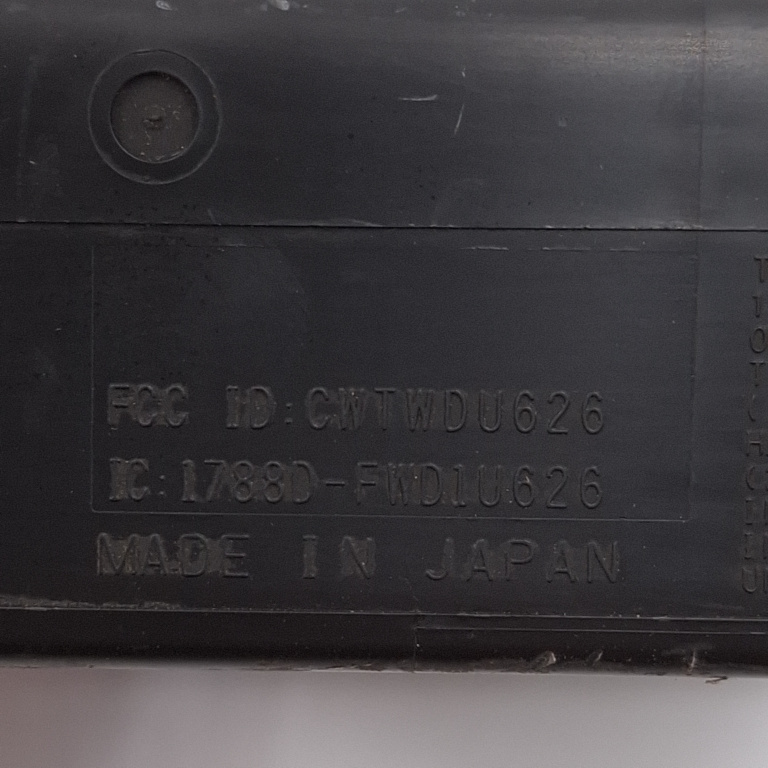 FCC ID:CWTWDU626
IC:1788D-FWD1U626
MADE IN JAPAN